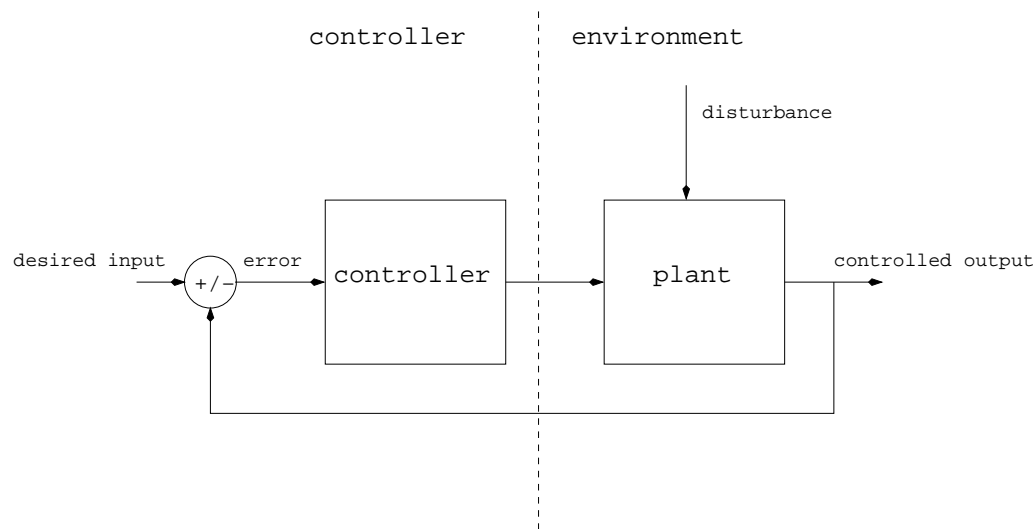 controller
environment
disturbance
desired input
+/-
error
controller
plant
controlled output